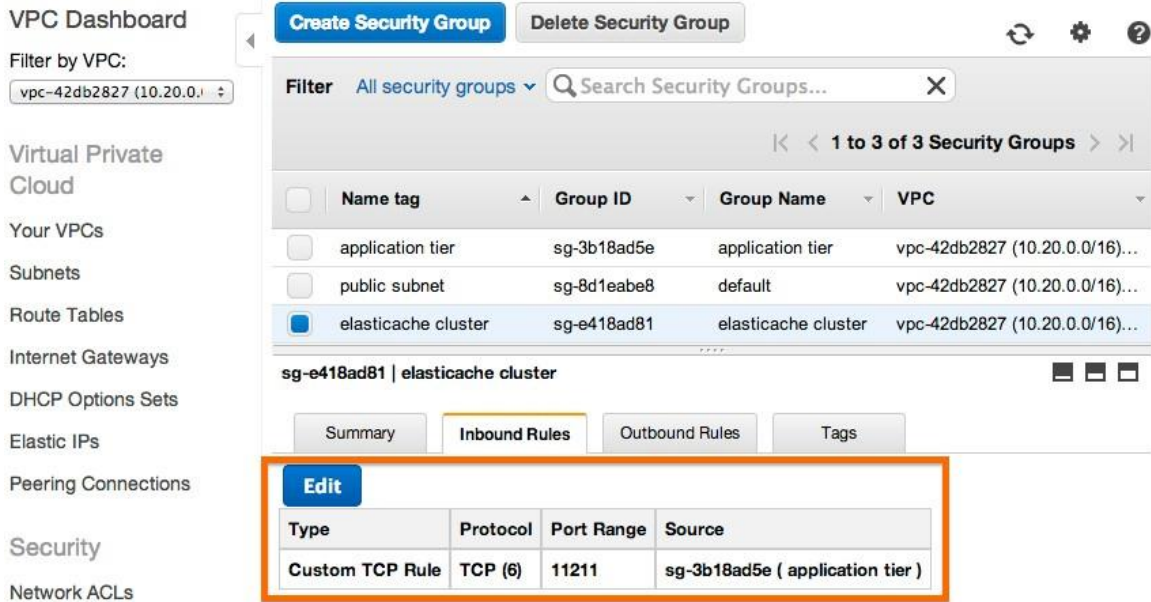 VPC Dashboard
Filter by VPC:
vpc-42db2827 (10.20.0.
Virtual Private
Cloud
Your VPCs
Subnets
Route Tables
Internet Gateways
DHCP Options Sets
Elastic IPs
Peering Connections
Security
Network ACLs
Create Security Group Delete Security Group
Filter All security groups Search Security Groups...
1 to 3 of 3 Security Groups
Name tag Group ID Group Name VPC
application tier sg-3b18ad5e application tier vpc-42db2827 (10.20.0.0/16)...
public subnet sg-8d1eabe8 default vpc-42db2827 (10.20.0.0/16)...
elasticache cluster sg-e418ad81 elasticache cluster vpc-42db2827 (10.20.0.0/16)...
sg-e418ad81 | elasticache cluster
Summary Inbound Rules Outbound Rules Tags
Edit
Type Protocol Port Range Source
Custom TCP Rule TCP (6) 11211 sg-3b18ad5e ( application tier )